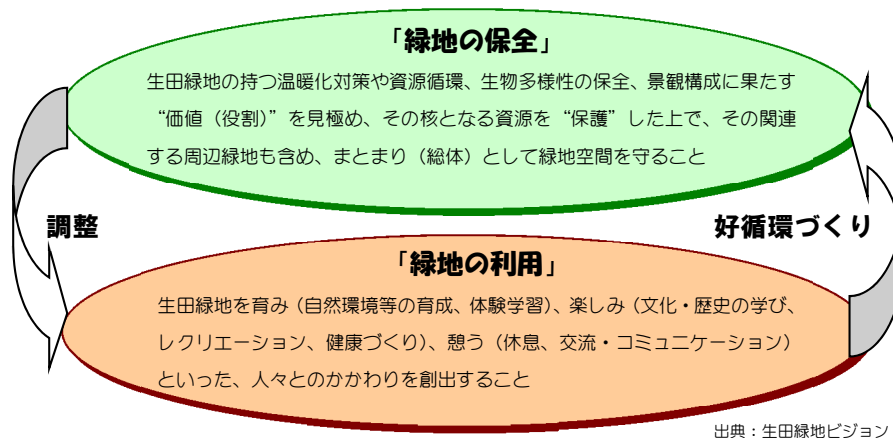 「緑地の保全」
生田緑地の持つ温暖化対策や資源循環、生物多様性の保全、景観構成に果たす
“価値（役割）”を見極め、その核となる資源を“保護”した上で、その関連
する周辺緑地も含め、まとまり（総体）として緑地空間を守ること
調整
好循環づくり
「緑地の利用」
生田緑地を育み（自然環境等の育成、体験学習）、楽しみ（文化・歴史の学び、
レクリエーション、健康づくり）、憩う（休息、交流・コミュニケーション）
といった、人々とのかかわりを創出すること
出典：生田緑地ビジョン